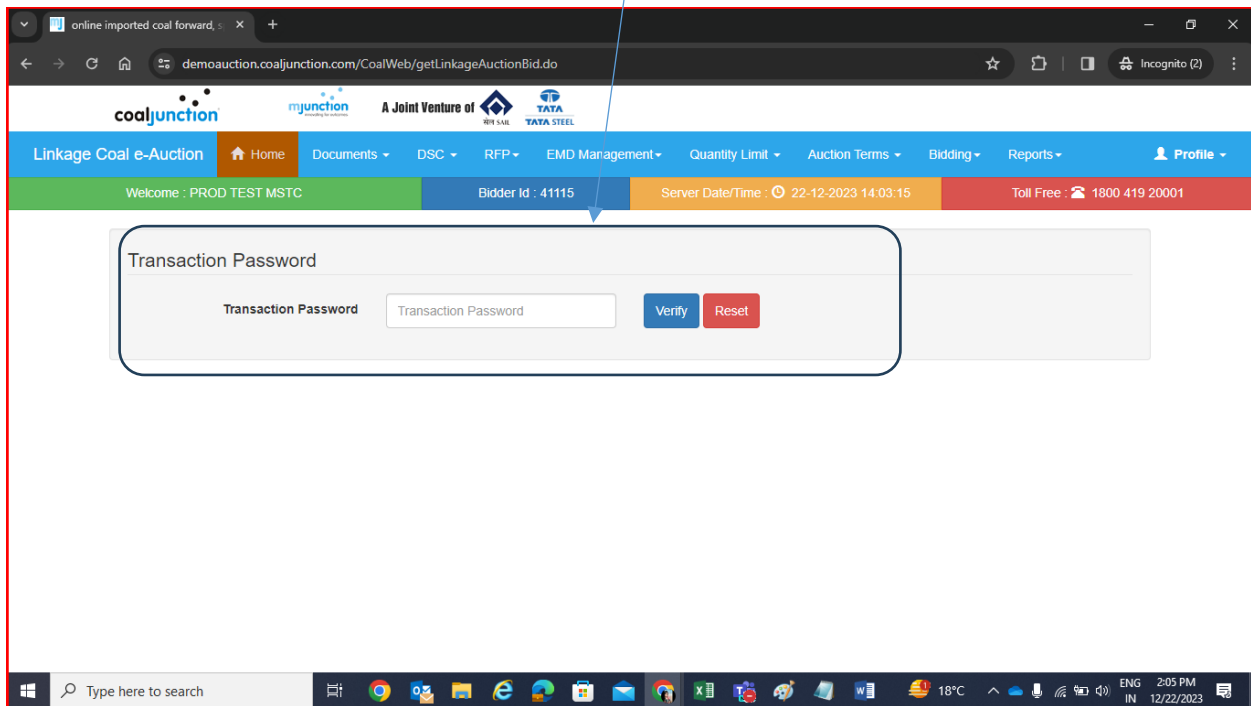 online imported coal forward, s
demoauction.coaljunction.com/CoalWeb/getLinkageAuctionBid.do
Incognito (2)
coaljunction mjunction A Joint Venture of सेल SAIL TATA TATA STEEL
Linkage Coal e-Auction Home Documents DSC RFP EMD Management Quantity Limit Auction Terms Bidding Reports Profile
Welcome : PROD TEST MSTC Bidder Id : 41115 Server Date/Time : 22-12-2023 14:03:15 Toll Free : 1800 419 20001
Transaction Password
Transaction Password Transaction Password Verify Reset
Type here to search 18°C ENG 2:05 PM
IN 12/22/2023